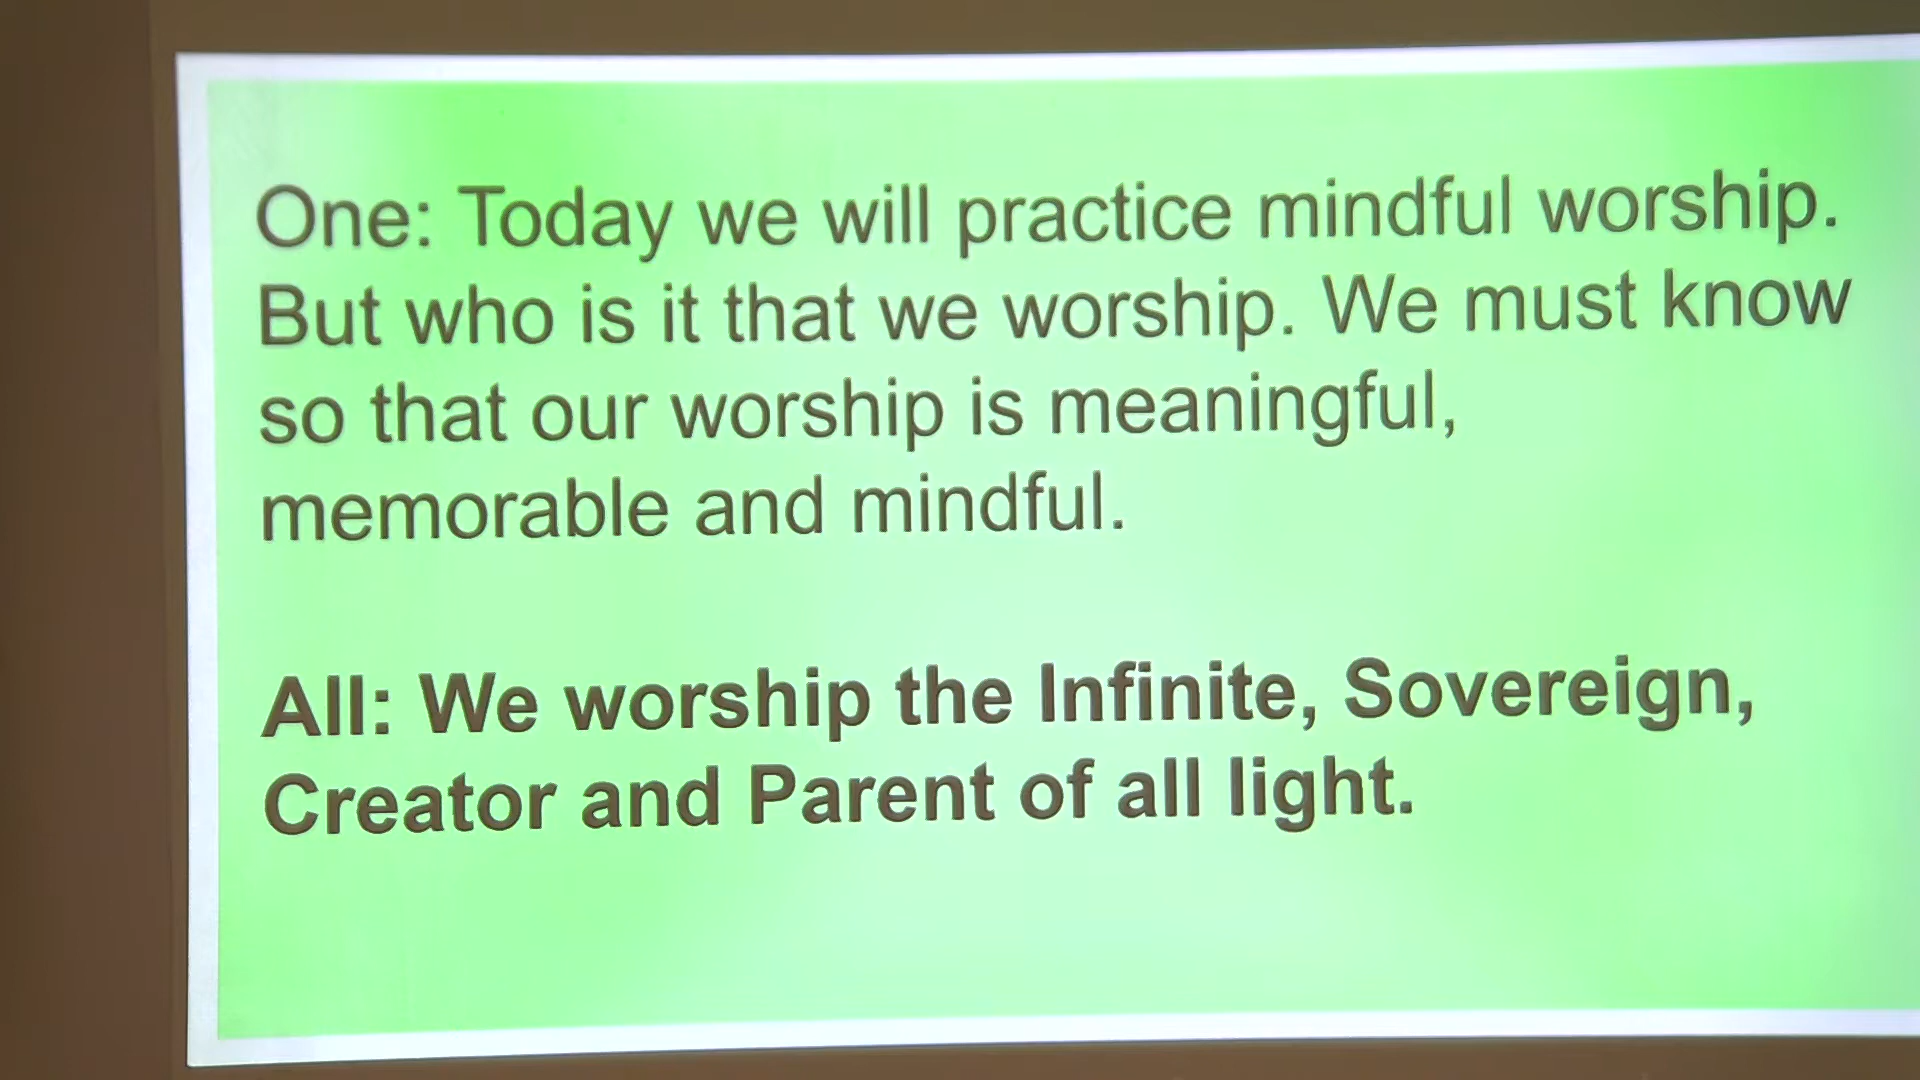 One: Today we will practice mindful worship.
But who is it that we worship. We must know
so that our worship is meaningful,
memorable and mindful.
All: We worship the Infinite, Sovereign,
Creator and Parent of all light.